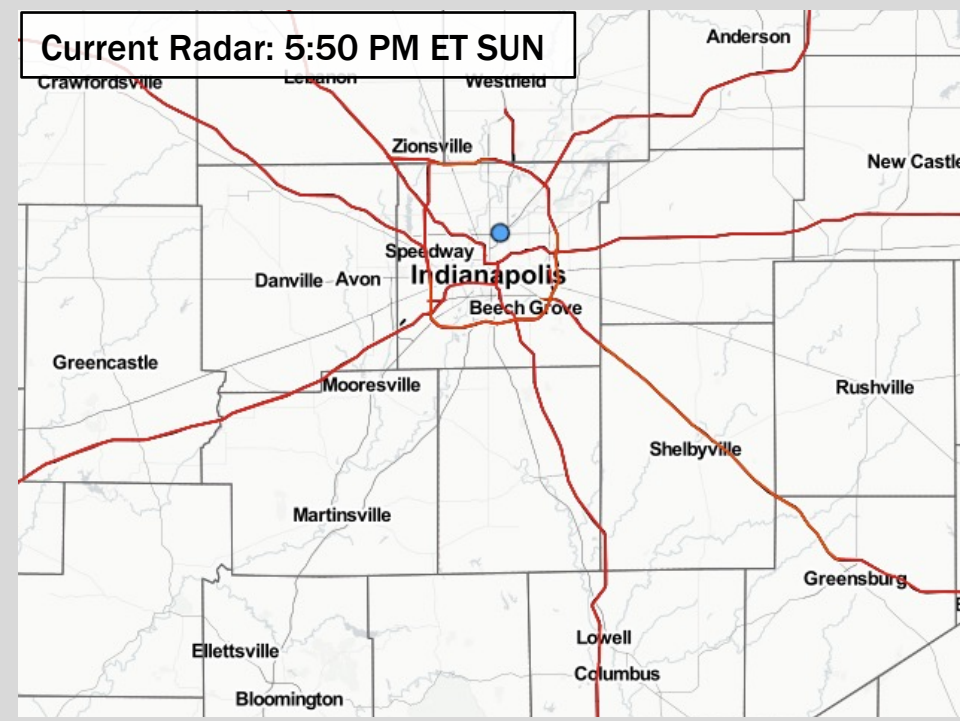 Current Radar: 5:50 PM ET SUN
Anderson
Crawfordsville
Lebanon
Westfield
Zionsville
New Castle
Speedway
Indianapolis
Danville
Avon
Beech Grove
Greencastle
Mooresville
Rushville
Shelbyville
Martinsville
Greensburg
Lowell
Ellettsville
Columbus
Bloomington